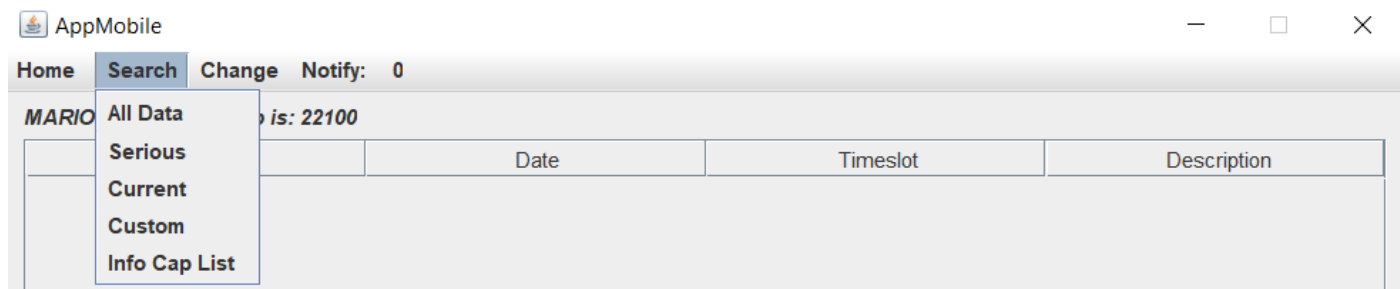 AppMobile
Home Search Change Notify: 0
MARIO is: 22100
All Data
Serious
Current
Custom
Info Cap List
Date Timeslot Description